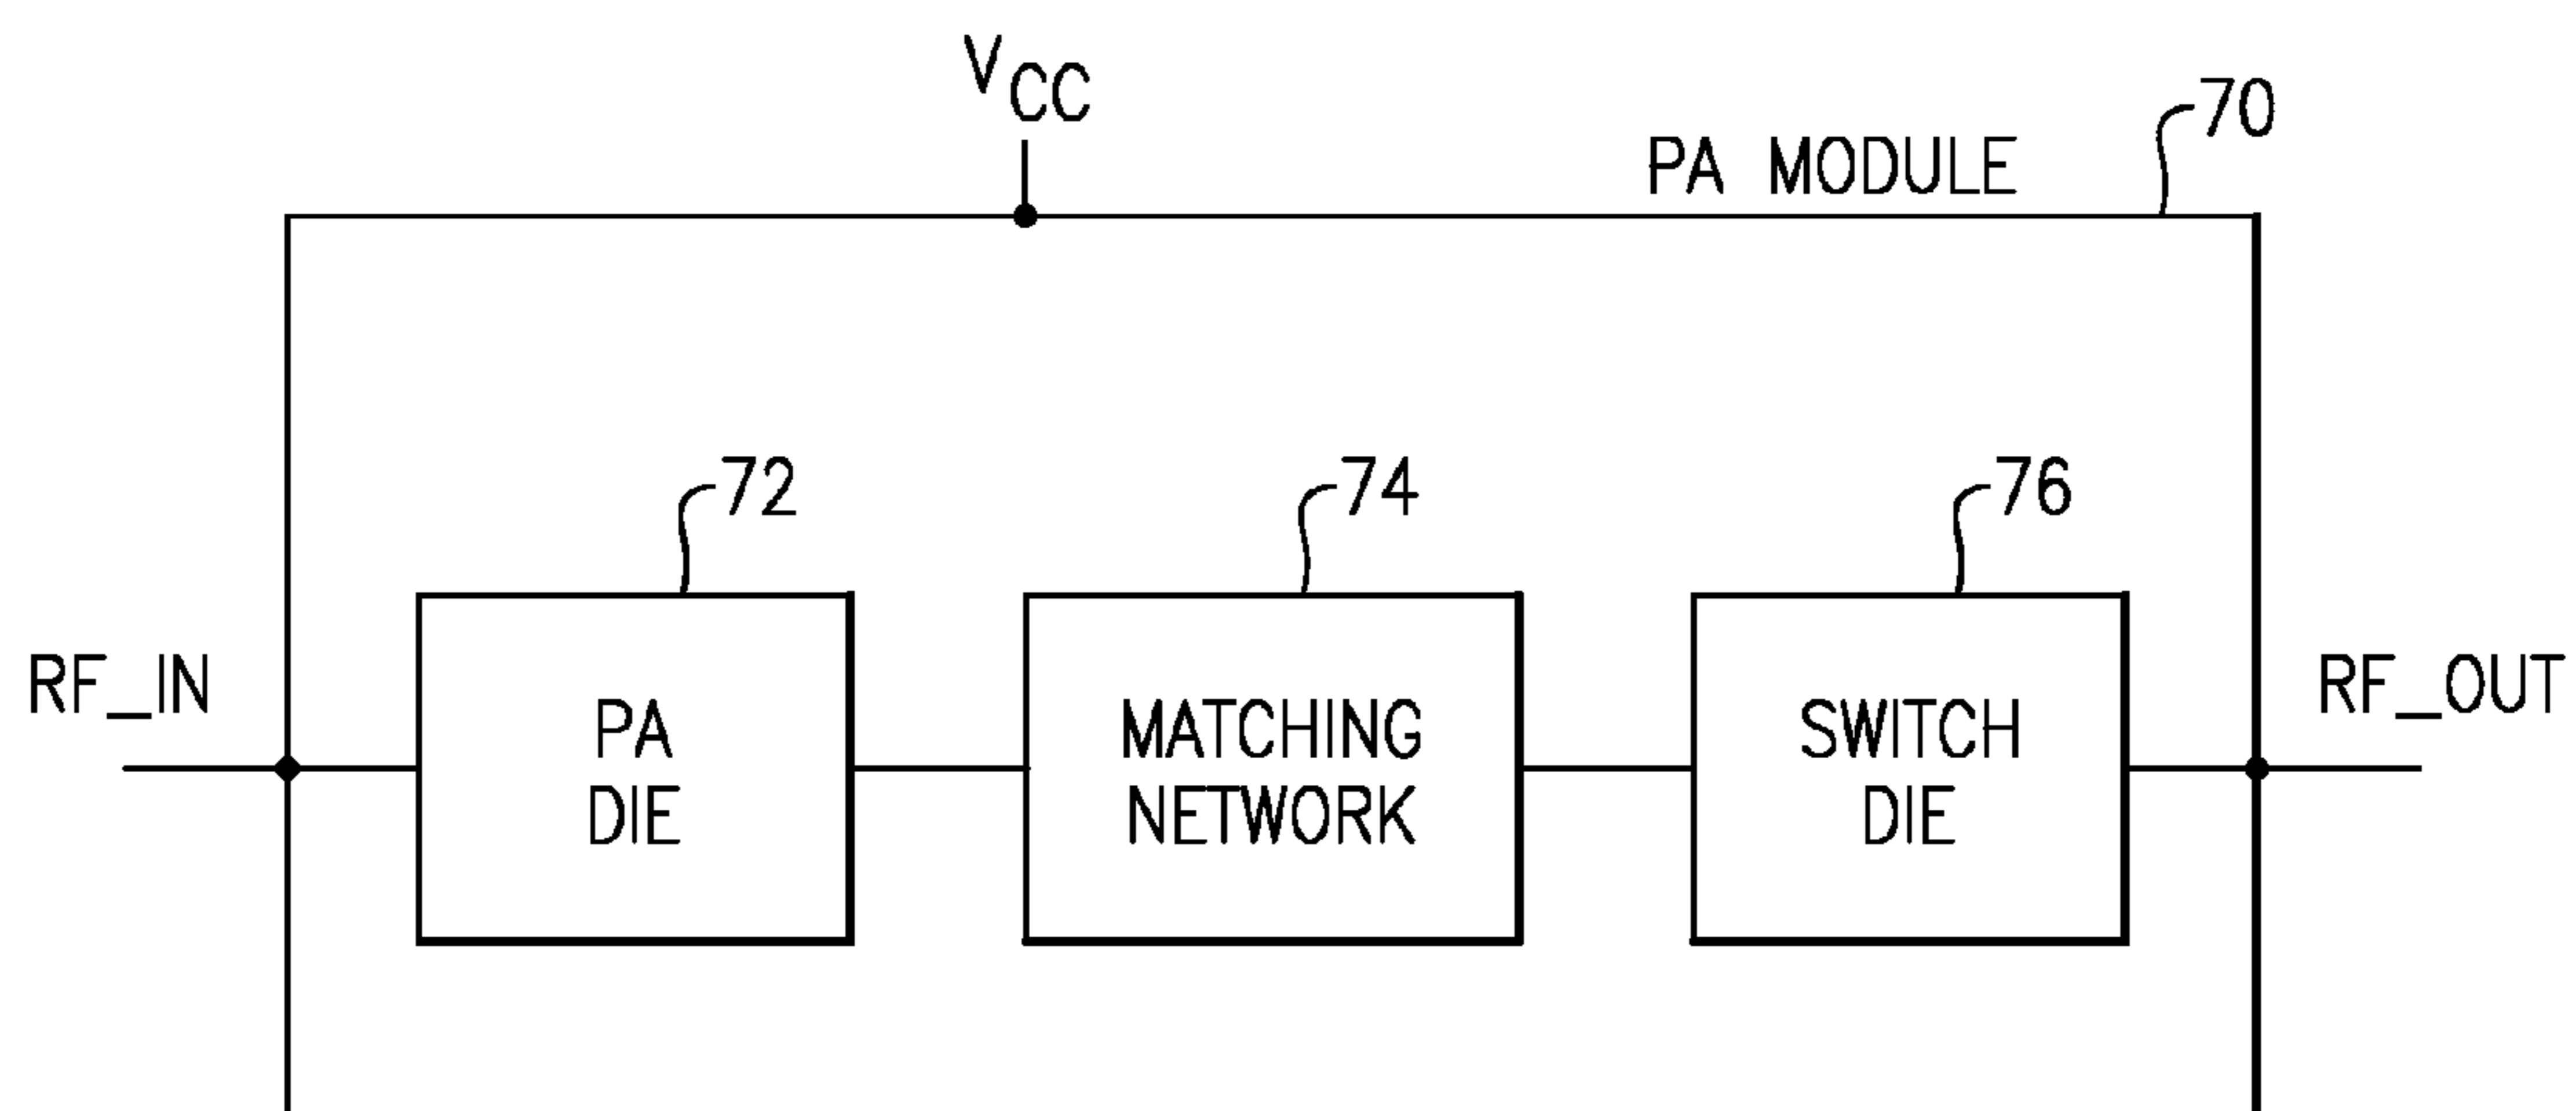 VCC
PA MODULE
70
72
74
76
RF_IN
PA
DIE
MATCHING
NETWORK
SWITCH
DIE
RF_OUT